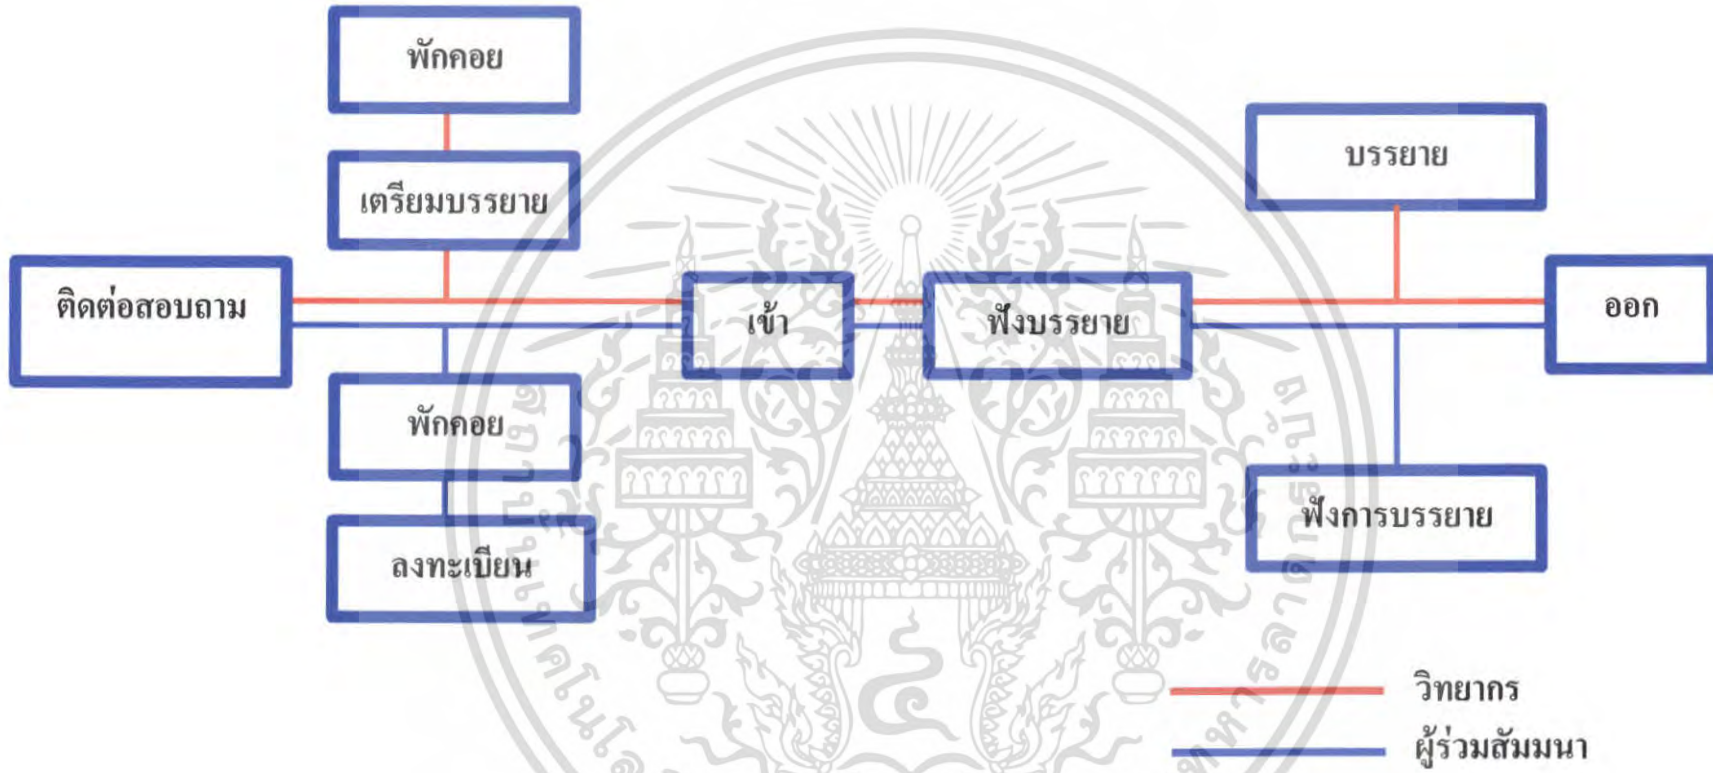 พักคอย
เตรียมบรรยาย
บรรยาย
ติดต่อสอบถาม
เข้า
ฟังบรรยาย
ออก
พักคอย
ฟังการบรรยาย
ลงทะเบียน
วิทยากร
ผู้ร่วมสัมมนา